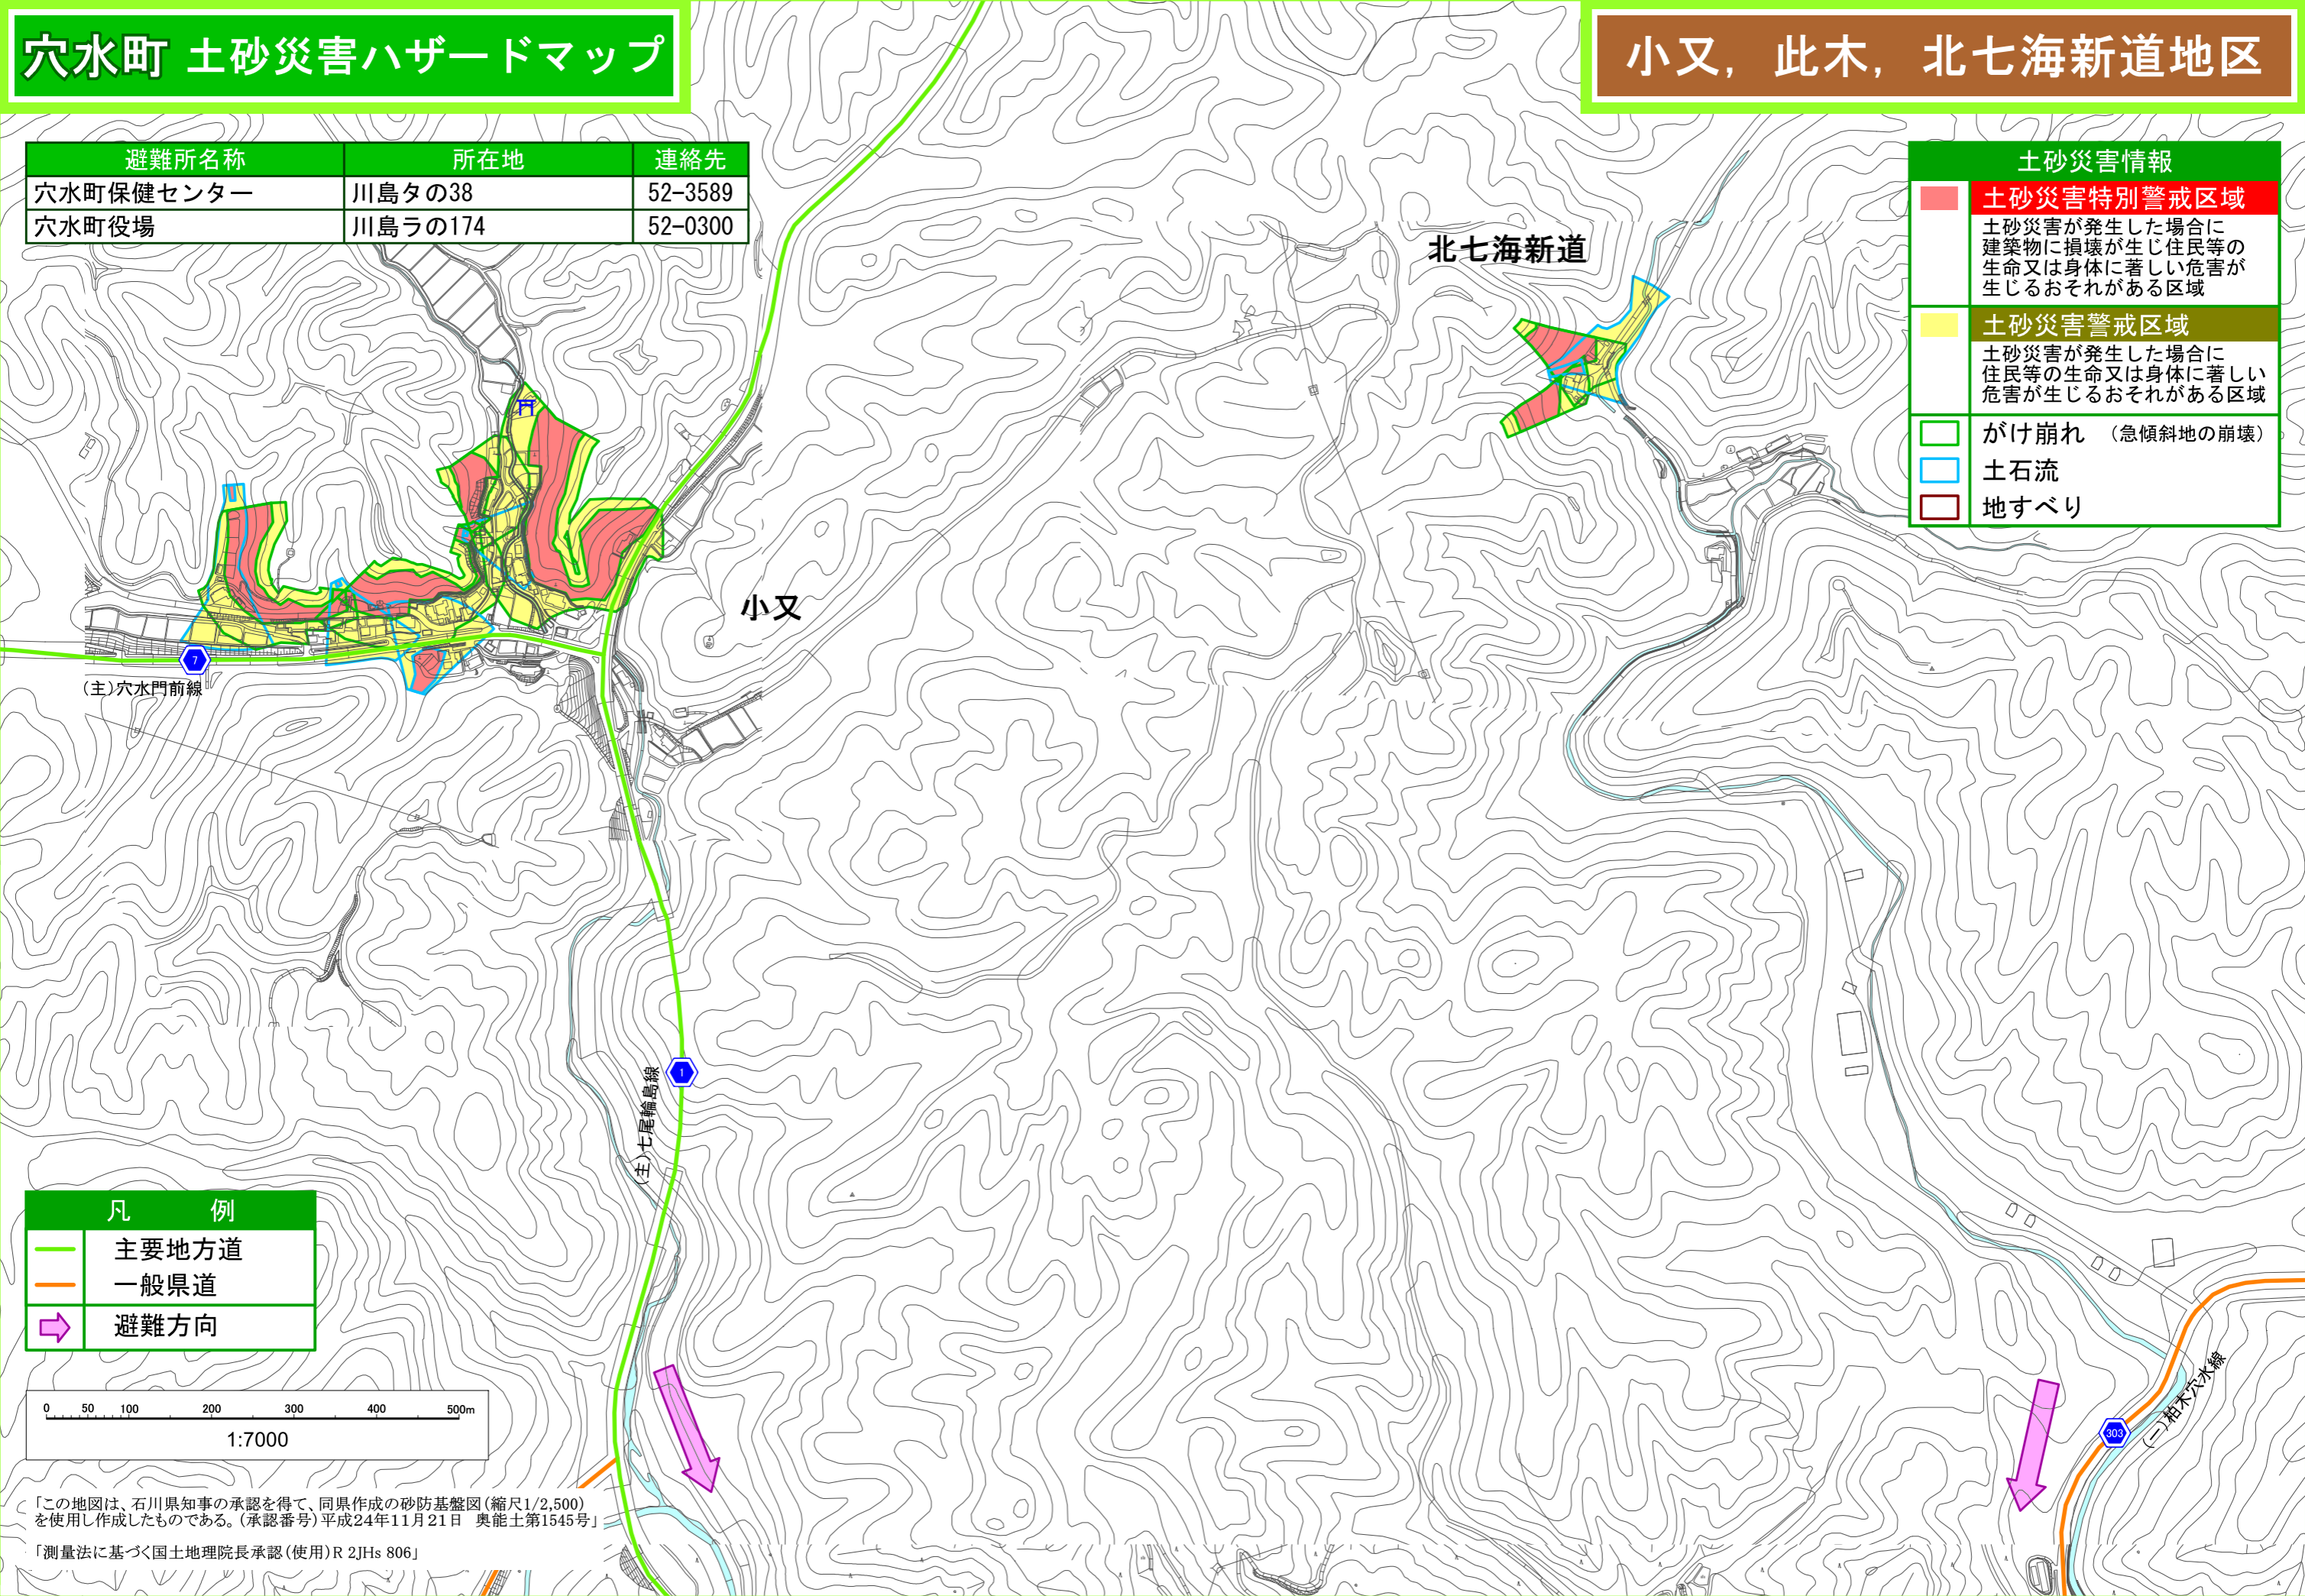 穴水町 土砂災害ハザードマップ
小又，此木，北七海新道地区
避難所名称 所在地 連絡先
穴水町保健センター 川島タの38 52-3589
穴水町役場 川島ラの174 52-0300
土砂災害情報
土砂災害特別警戒区域
土砂災害が発生した場合に
建築物に損壊が生じ住民等の
生命又は身体に著しい危害が
生じるおそれがある区域
土砂災害警戒区域
土砂災害が発生した場合に
住民等の生命又は身体に著しい
危害が生じるおそれがある区域
がけ崩れ （急傾斜地の崩壊）
土石流
地すべり
北七海新道
小又
7
(主)穴水門前線
1
(主)七尾輪島線
303
(一)柏木穴水線
凡 例
主要地方道
一般県道
避難方向
0 50 100 200 300 400 500m
1:7000
「この地図は、石川県知事の承認を得て、同県作成の砂防基盤図(縮尺1/2,500)
を使用し作成したものである。(承認番号)平成24年11月21日 奥能土第1545号」
「測量法に基づく国土地理院長承認(使用)R 2JHs 806」